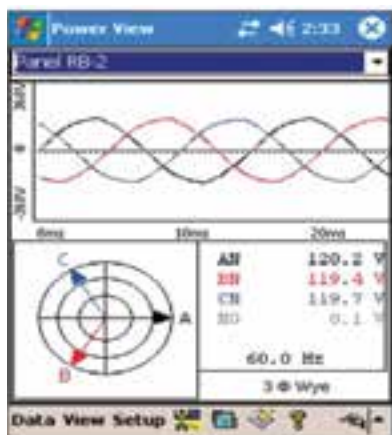 Power View 2:33
Panel RB-2
0ms 10ms 20ms
C
A
B
AN 120.2 V
BN 119.4 V
CN 119.7 V
NG 0.1 V
60.0 Hz
3 Φ Wye
Data View Setup